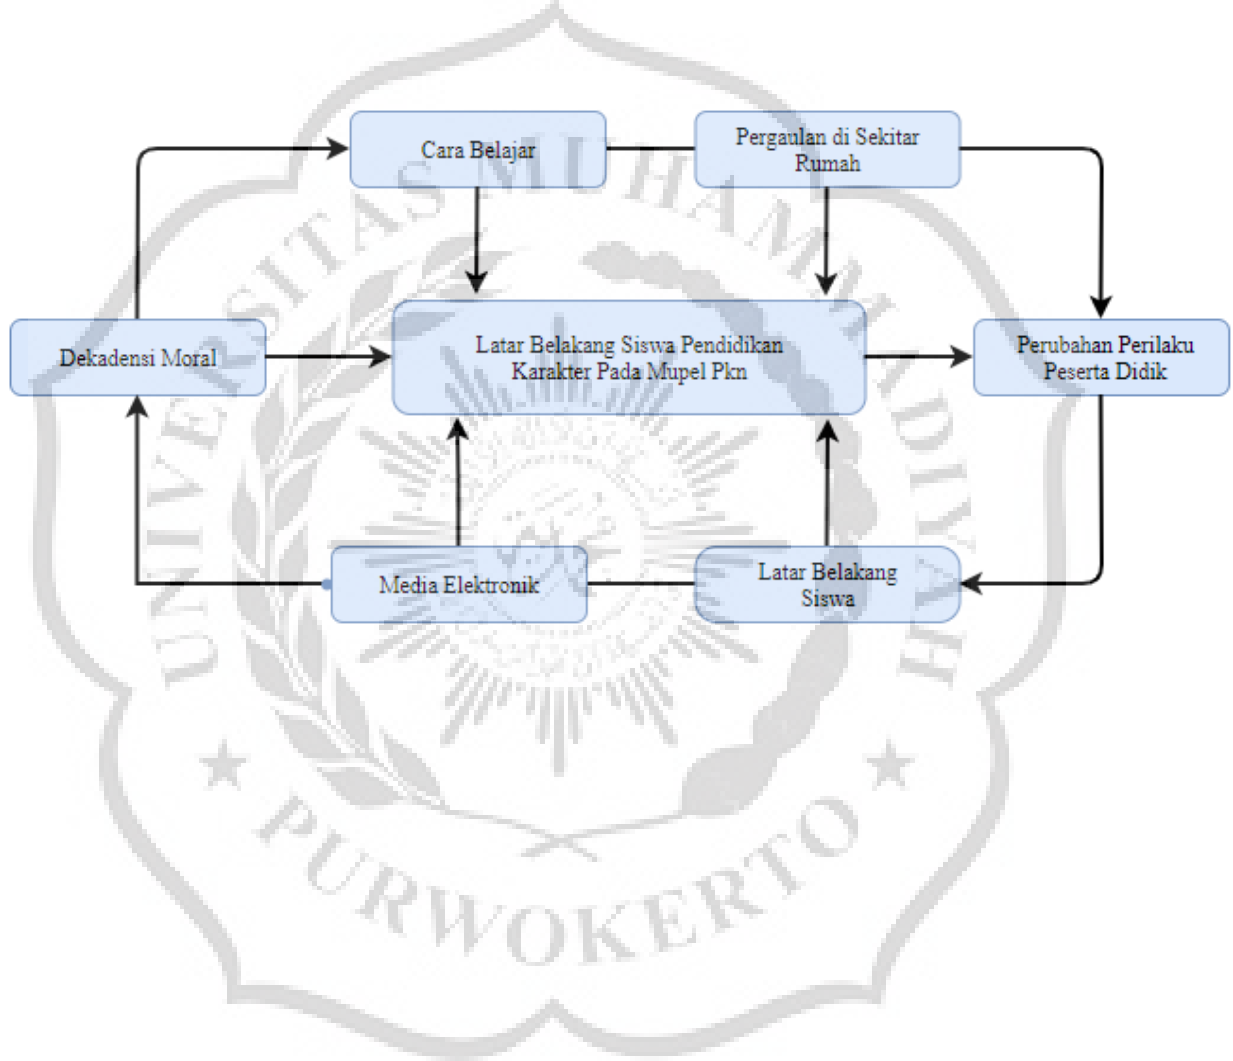 Cara Belajar
Pergaulan di Sekitar
Rumah
Dekadensi Moral
Latar Belakang Siswa Pendidikan
Karakter Pada Mupel Pkn
Perubahan Perilaku
Peserta Didik
Media Elektronik
Latar Belakang
Siswa
UNIVERSITAS MUHAMMADIYAH
PURWOKERTO